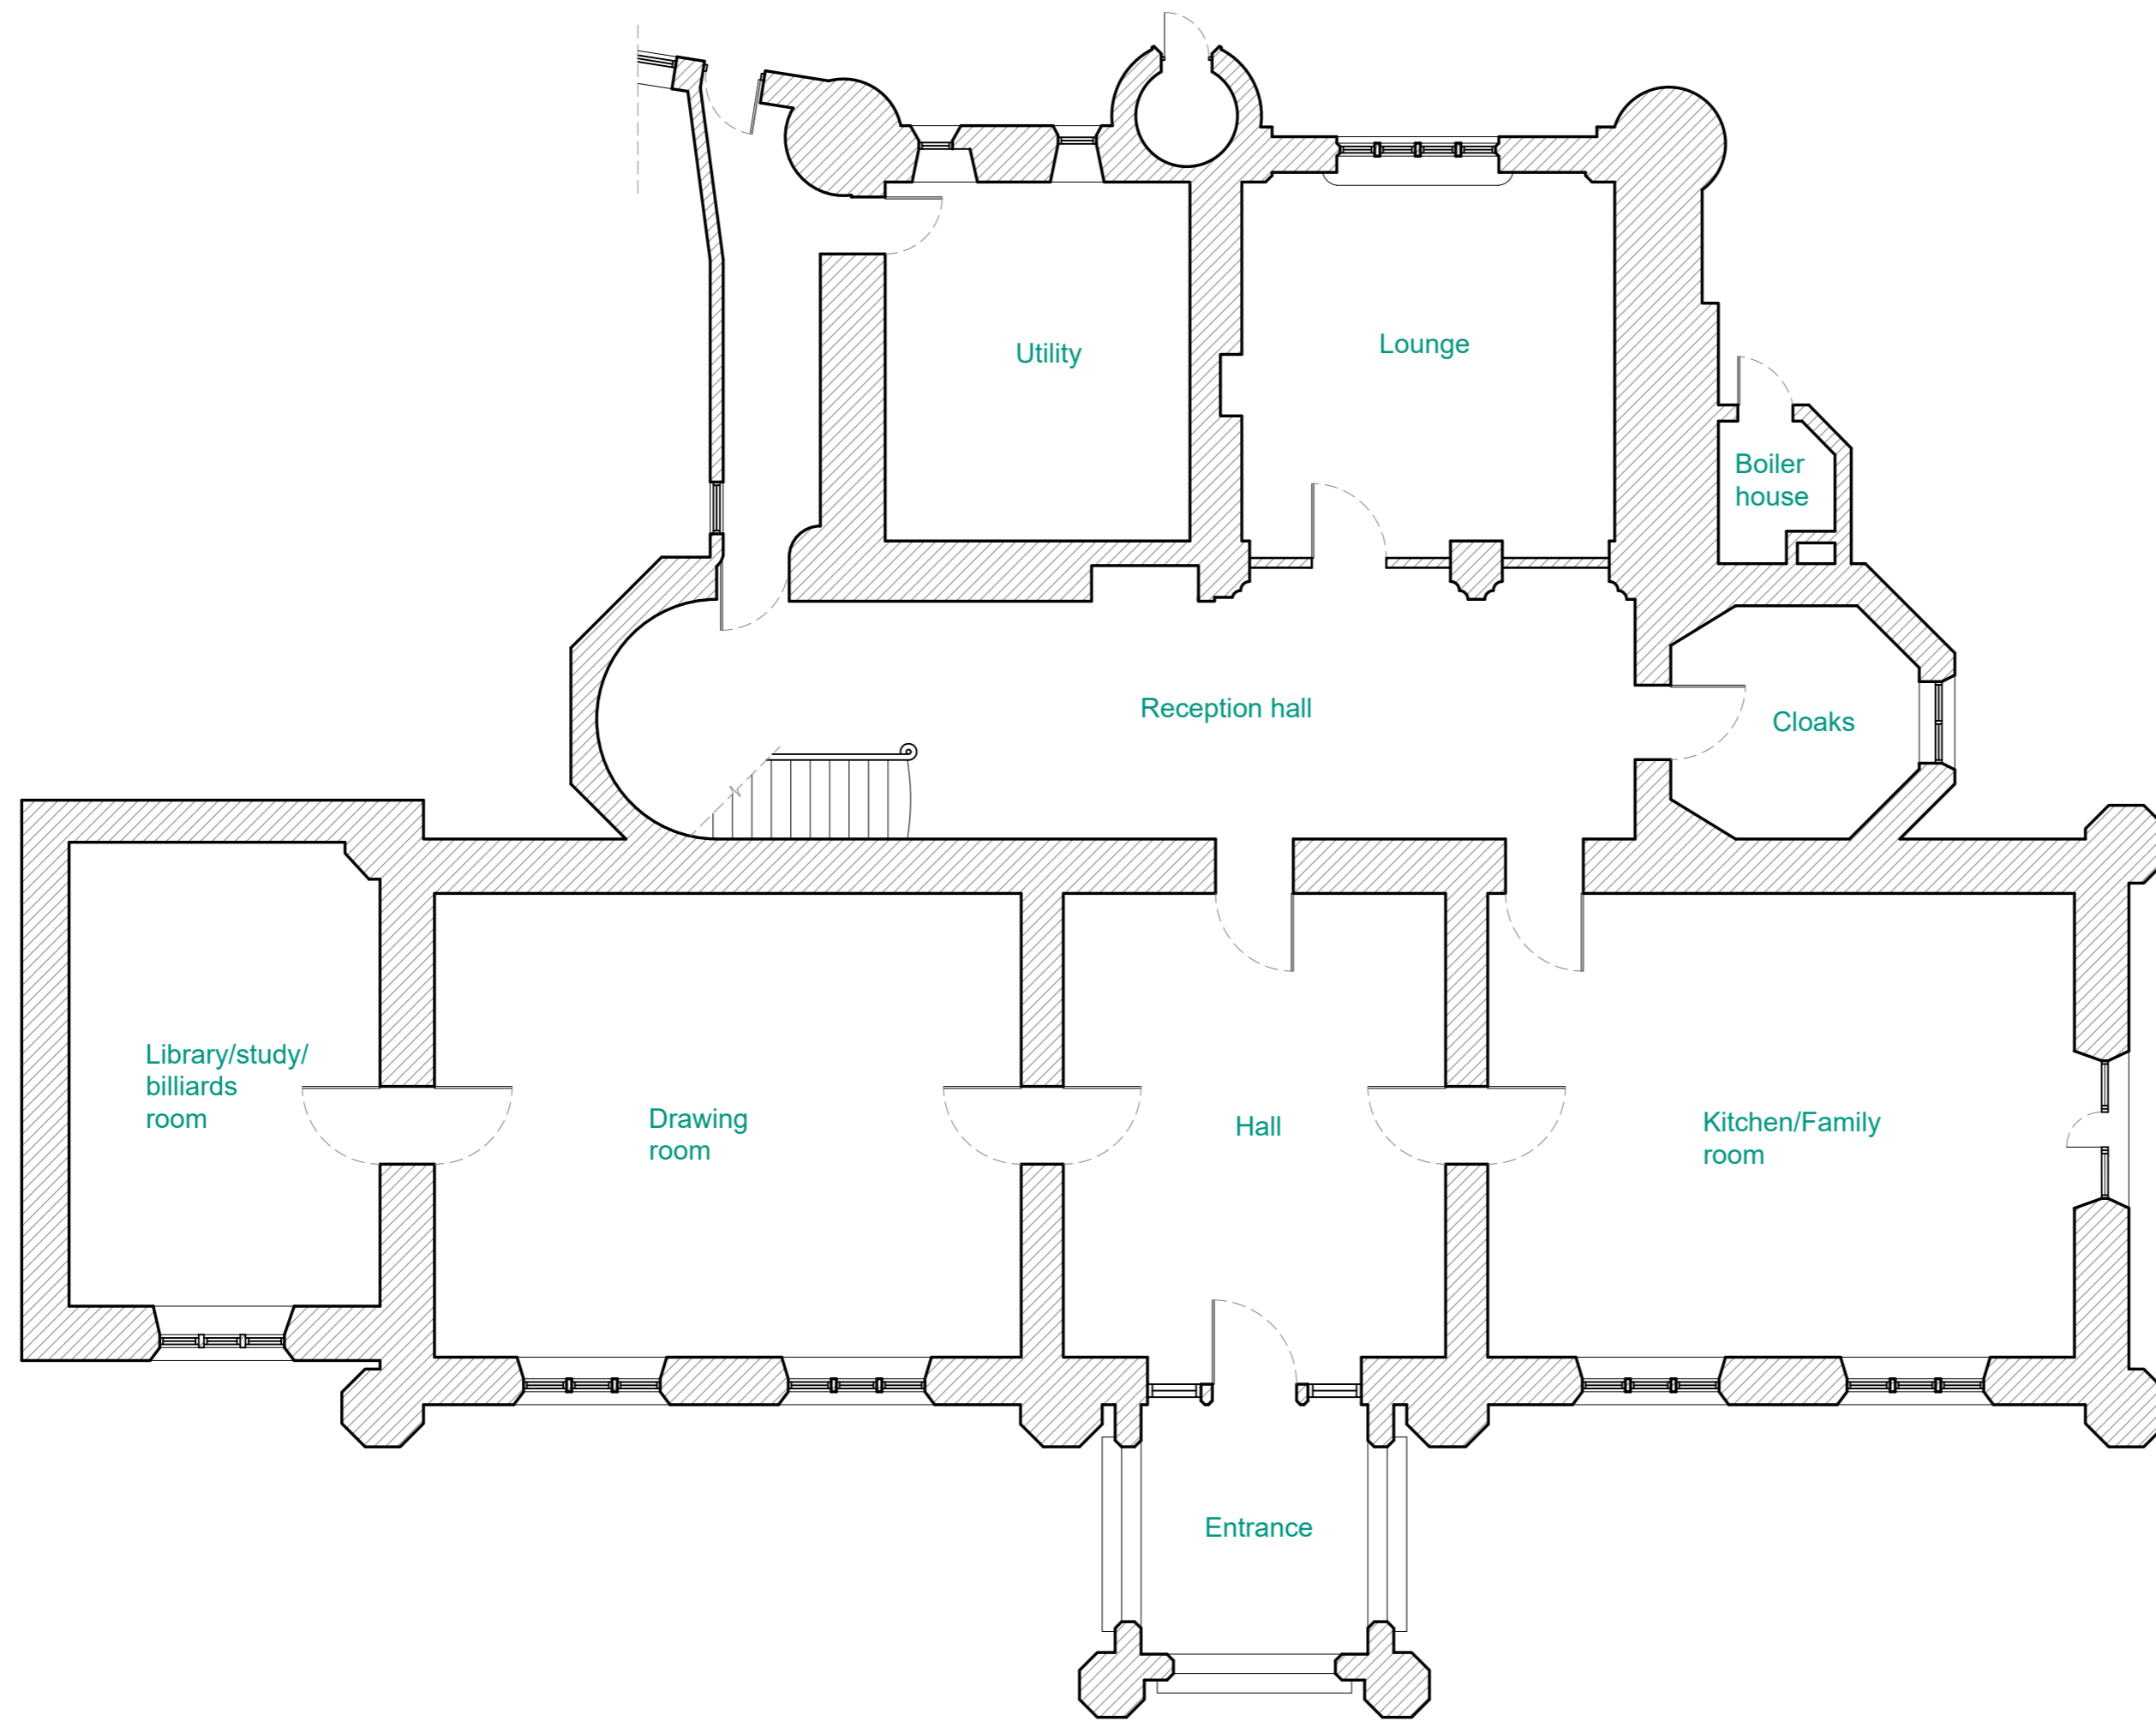 Utility
Lounge
Boiler
house
Reception hall
Cloaks
Library/study/
billiards
room
Drawing
room
Hall
Kitchen/Family
room
Entrance